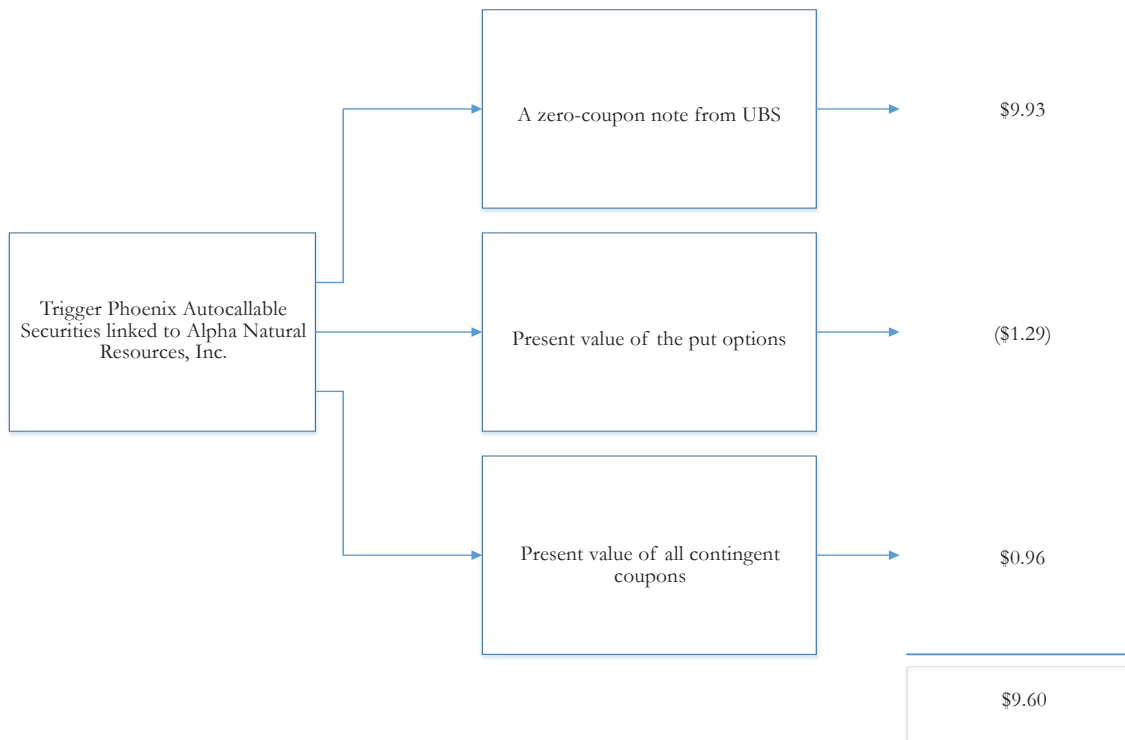 A zero-coupon note from UBS
$9.93
Trigger Phoenix Autocallable
Securities linked to Alpha Natural
Resources, Inc.
Present value of the put options
($1.29)
Present value of all contingent
coupons
$0.96
$9.60